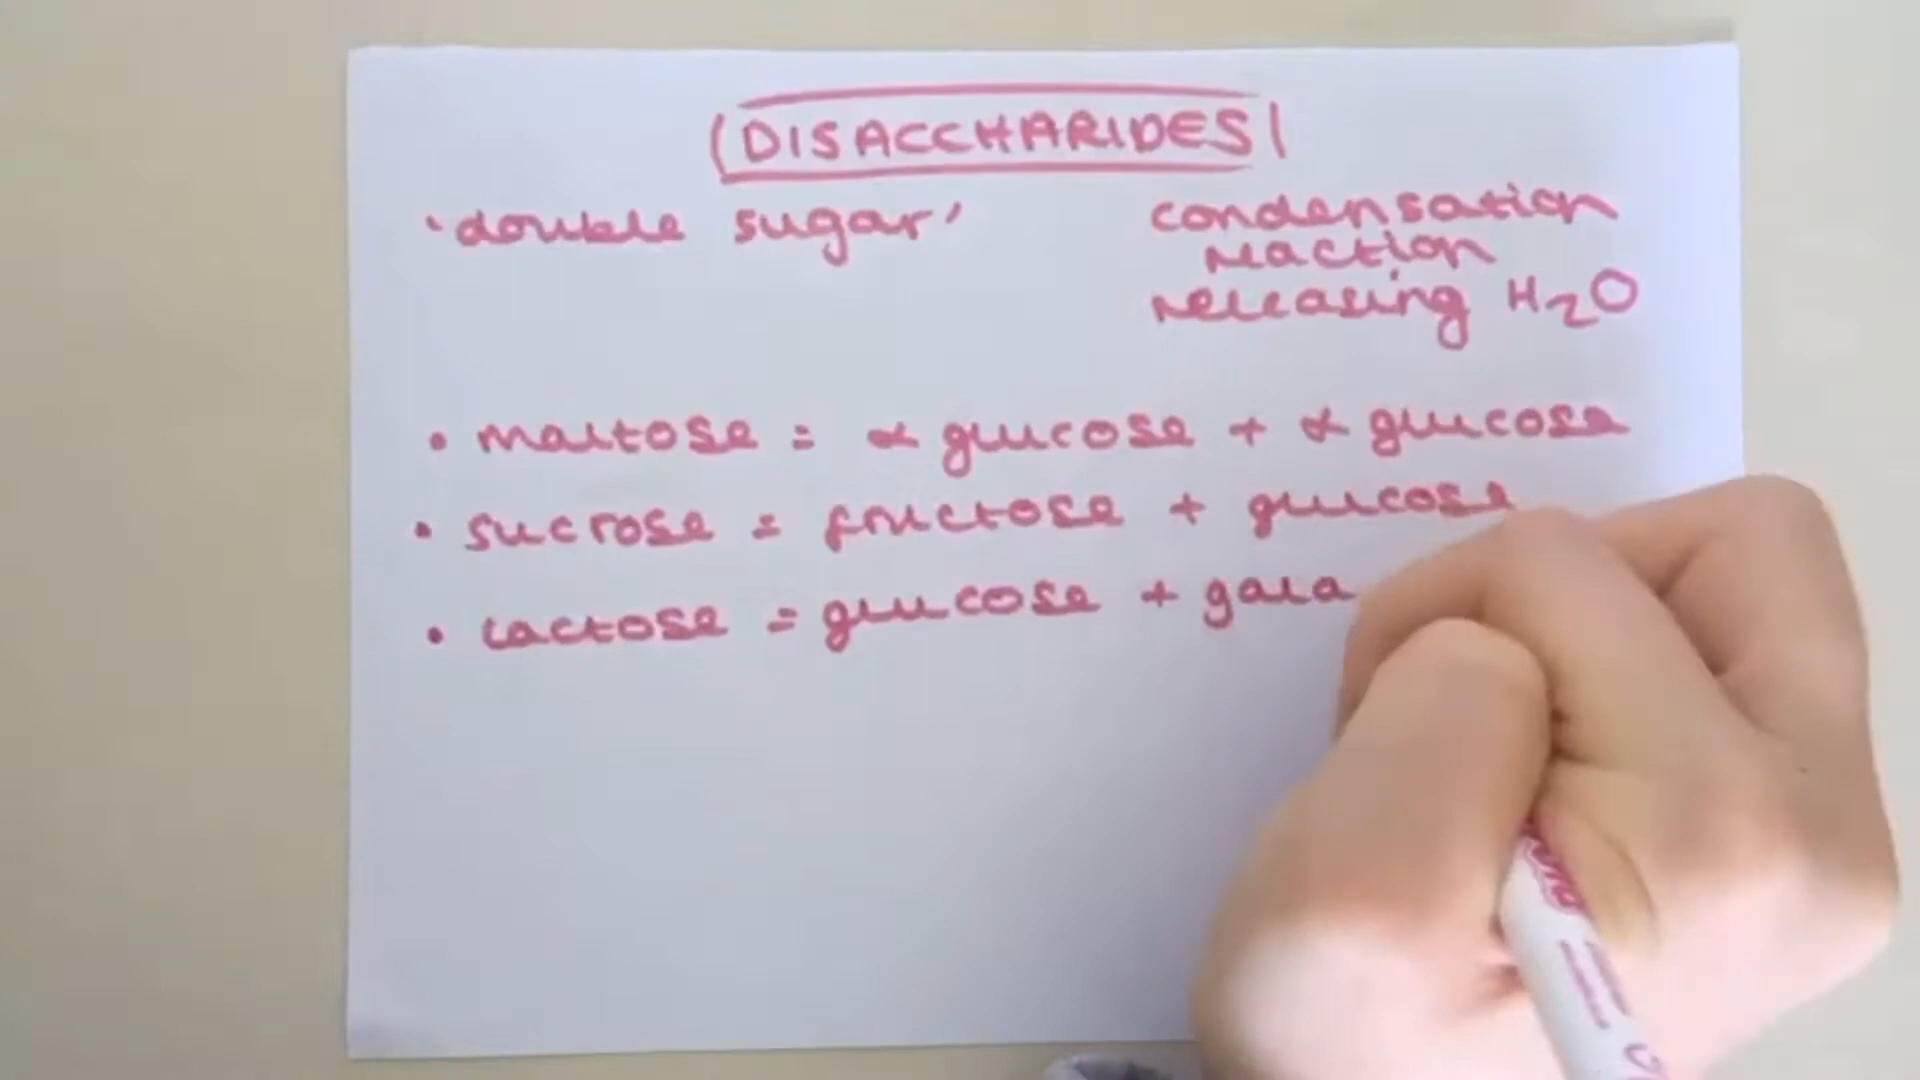 DISACCHARIDES
'double sugar'
condensation
reaction
releasing H₂O
• maltose = α glucose + α glucose
• sucrose = fructose + glucose
• lactose = glucose + gala